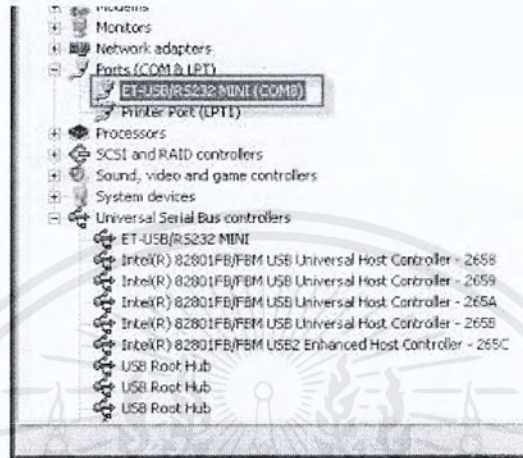 Modems
Monitors
Network adapters
Ports (COM & LPT)
ET-USB/RS232 MINI (COM8)
Printer Port (LPT1)
Processors
SCSI and RAID controllers
Sound, video and game controllers
System devices
Universal Serial Bus controllers
ET-USB/RS232 MINI
Intel(R) 82801FB/FBM USB Universal Host Controller - 2658
Intel(R) 82801FB/FBM USB Universal Host Controller - 2659
Intel(R) 82801FB/FBM USB Universal Host Controller - 265A
Intel(R) 82801FB/FBM USB Universal Host Controller - 265B
Intel(R) 82801FB/FBM USB2 Enhanced Host Controller - 265C
USB Root Hub
USB Root Hub
USB Root Hub